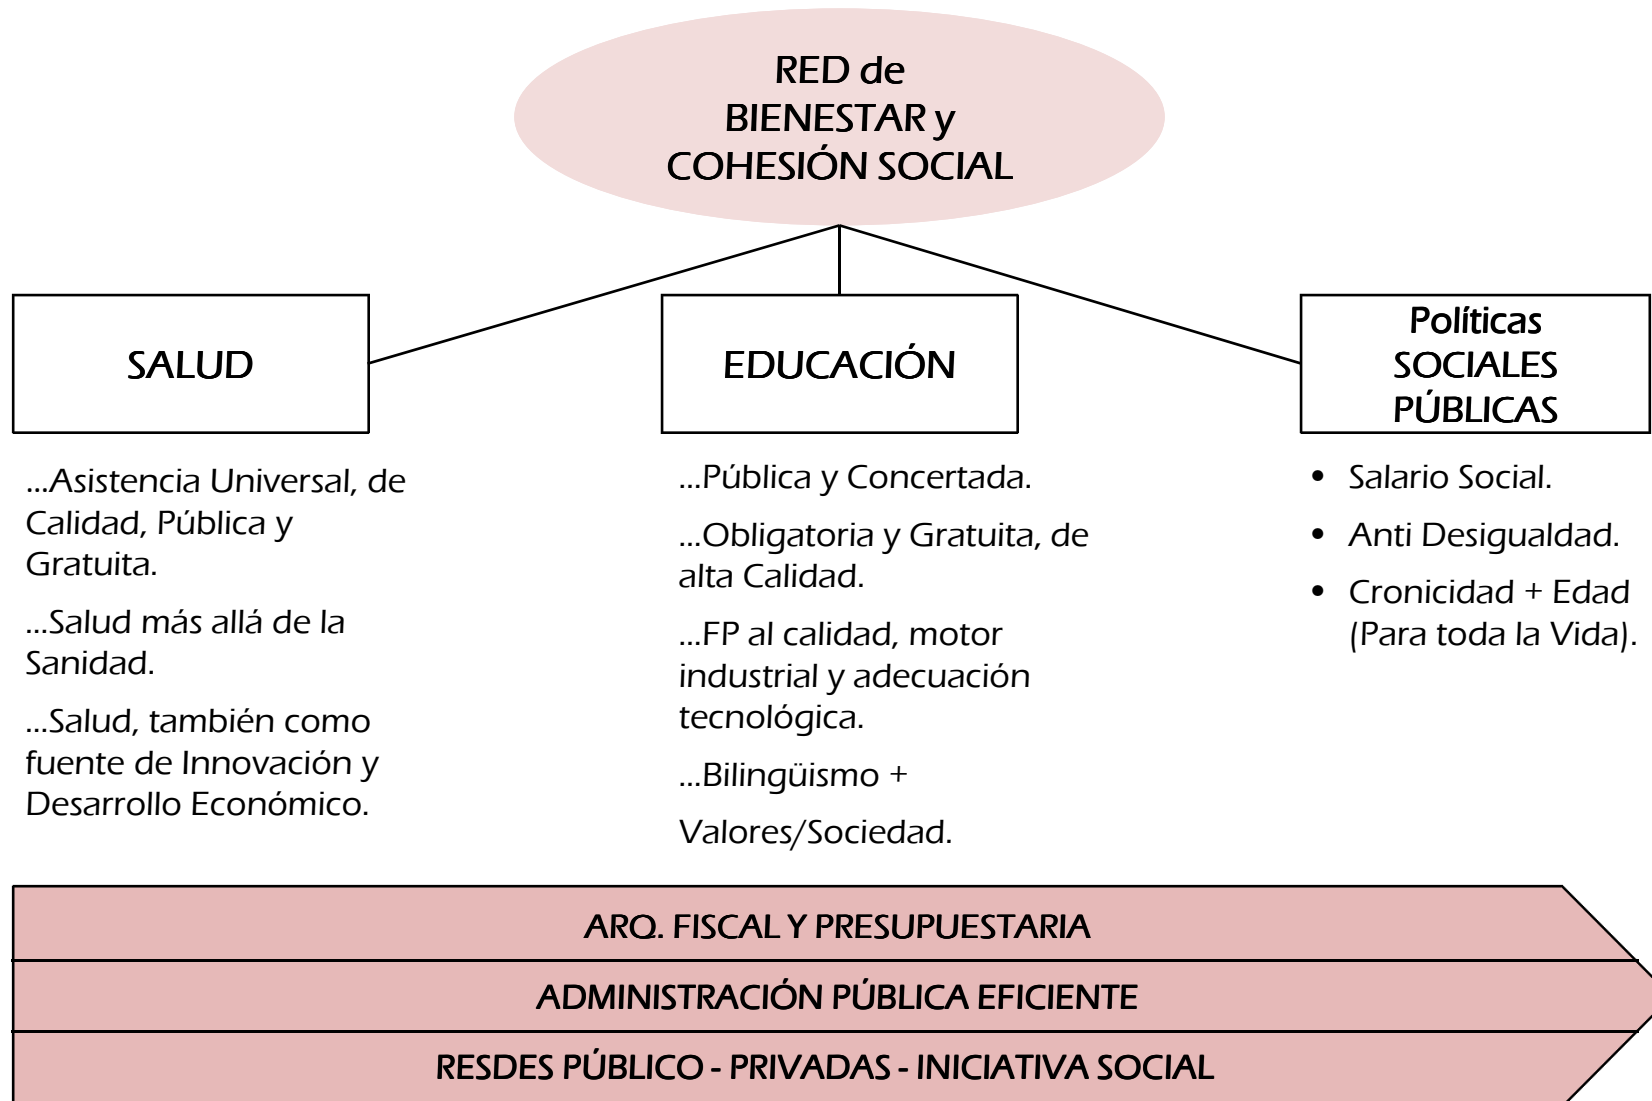 RED de
BIENESTAR y
COHESIÓN SOCIAL
SALUD
...Asistencia Universal, de
Calidad, Pública y
Gratuita.
...Salud más allá de la
Sanidad.
...Salud, también como
fuente de Innovación y
Desarrollo Económico.
EDUCACIÓN
...Pública y Concertada.
...Obligatoria y Gratuita, de
alta Calidad.
...FP al calidad, motor
industrial y adecuación
tecnológica.
...Bilingüismo +
Valores/Sociedad.
Políticas
SOCIALES
PÚBLICAS
• Salario Social.
• Anti Desigualdad.
• Cronicidad + Edad
(Para toda la Vida).
ARQ. FISCAL Y PRESUPUESTARIA
ADMINISTRACIÓN PÚBLICA EFICIENTE
RESDES PÚBLICO - PRIVADAS - INICIATIVA SOCIAL